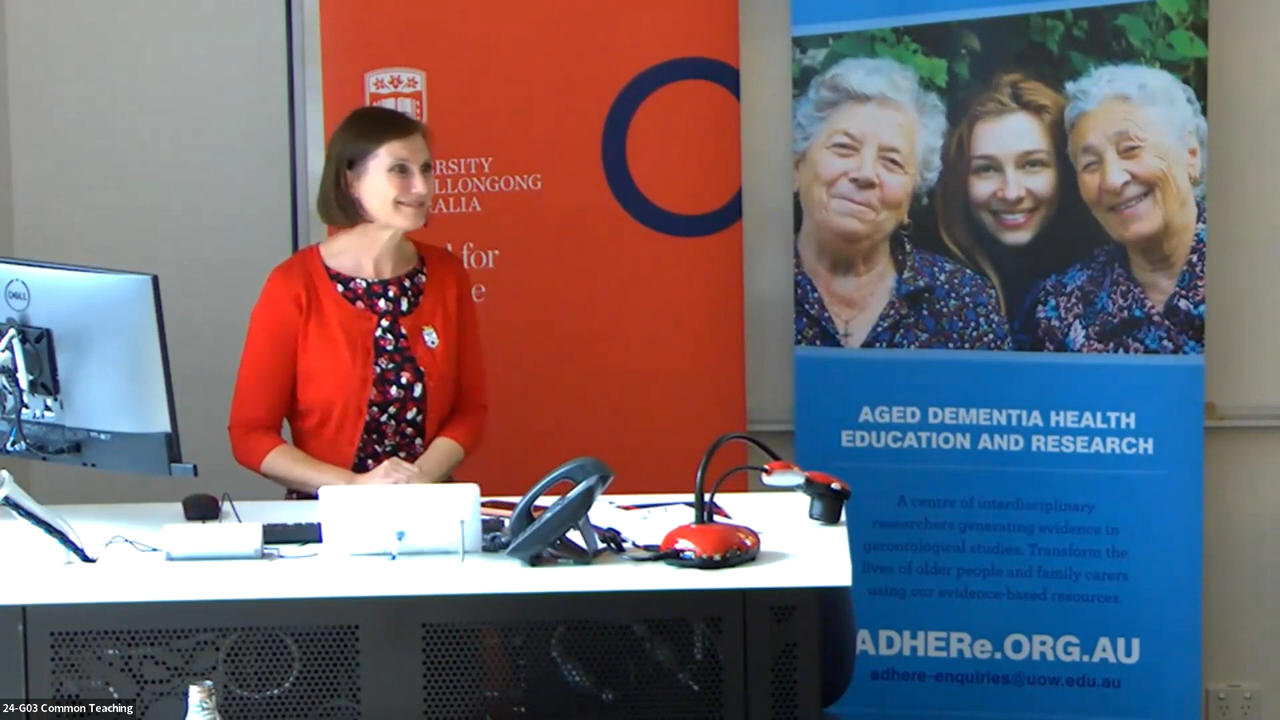 RSITY
LLONGONG
ALIA
for
e
DELL
AGED DEMENTIA HEALTH
EDUCATION AND RESEARCH
A centre of interdisciplinary
researchers generating evidence in
gerontological studies. Transform the
lives of older people and family carers
using our evidence-based resources.
ADHERe.ORG.AU
adhere-enquiries@uow.edu.au
24-G03 Common Teaching